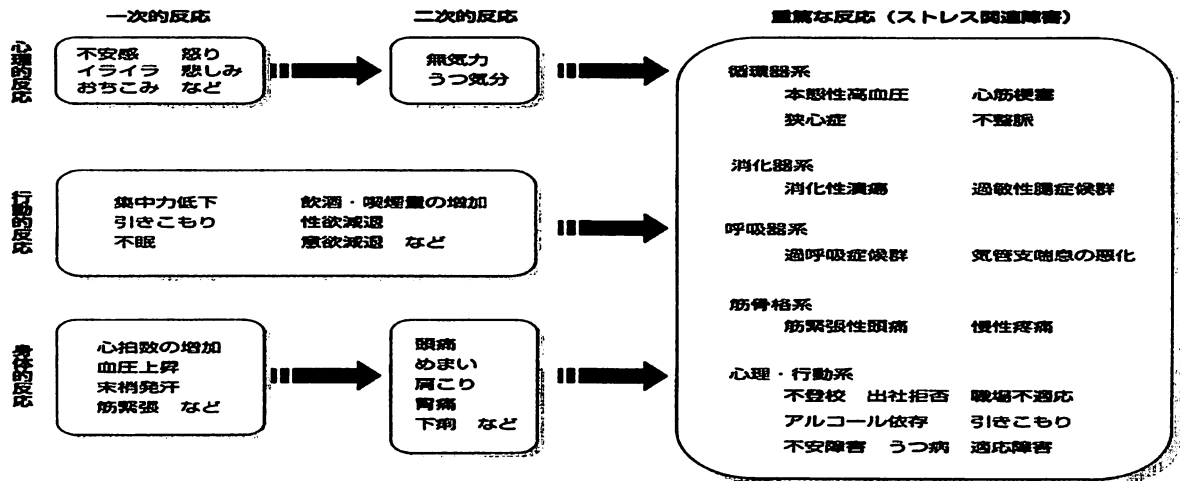 一次的反応
二次的反応
重篤な反応（ストレス関連障害）
心理的反応
不安感 怒り
イライラ 悲しみ
おちこみ など
無気力
うつ気分
行動的反応
集中力低下 飲酒・喫煙量の増加
引きこもり 性欲減退
不眠 意欲減退 など
身体的反応
心拍数の増加
血圧上昇
末梢発汗
筋緊張 など
頭痛
めまい
肩こり
胃痛
下痢 など
循環器系
本態性高血圧 心筋梗塞
狭心症 不整脈
消化器系
消化性潰瘍 過敏性腸症候群
呼吸器系
過呼吸症候群 気管支喘息の悪化
筋骨格系
筋緊張性頭痛 慢性疼痛
心理・行動系
不登校 出社拒否 職場不適応
アルコール依存 引きこもり
不安障害 うつ病 適応障害